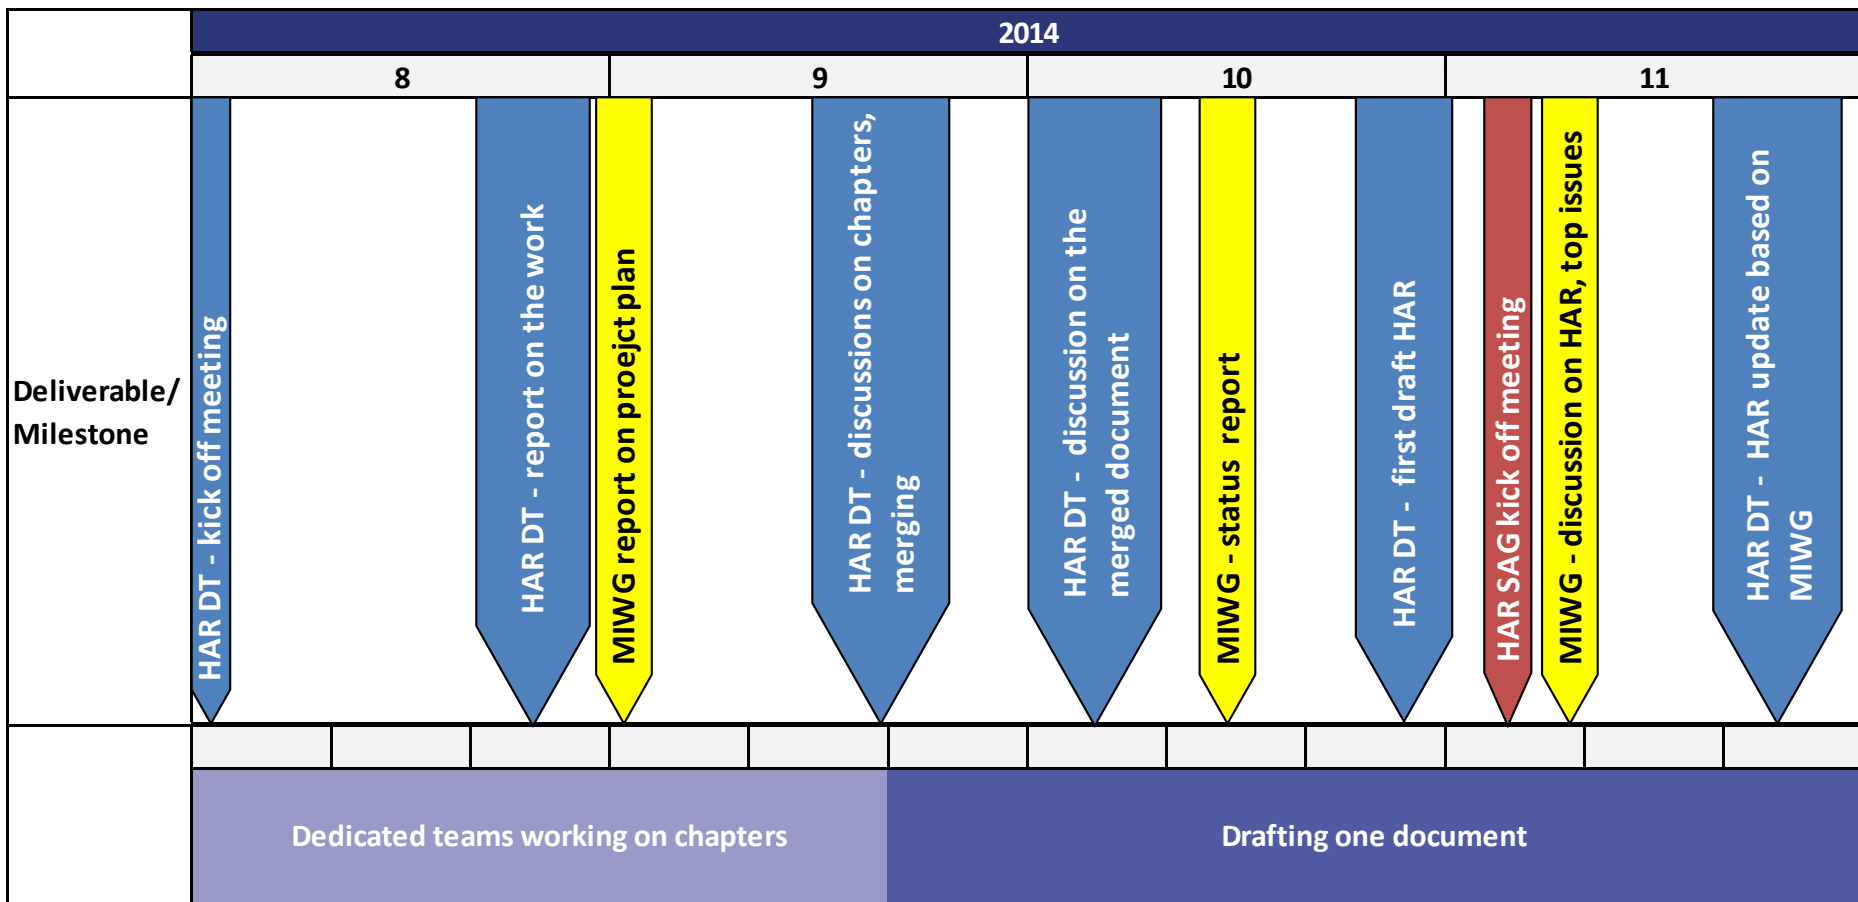 2014
8
9
10
11
Deliverable/
Milestone
HAR DT - kick off meeting
HAR DT - report on the work
MIWG report on proejct plan
HAR DT - discussions on chapters,
merging
HAR DT - discussion on the
merged document
MIWG - status report
HAR DT - first draft HAR
HAR SAG kick off meeting
MIWG - discussion on HAR, top issues
HAR DT - HAR update based on
MIWG
Dedicated teams working on chapters
Drafting one document